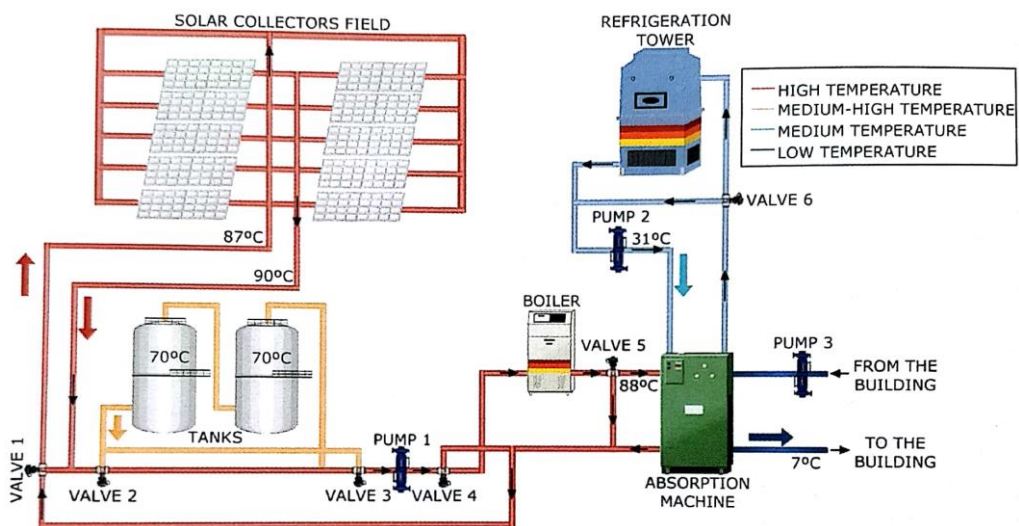 SOLAR COLLECTORS FIELD
REFRIGERATION
TOWER
HIGH TEMPERATURE
MEDIUM-HIGH TEMPERATURE
MEDIUM TEMPERATURE
LOW TEMPERATURE
VALVE 6
PUMP 2
31ºC
87ºC
90ºC
BOILER
VALVE 5
PUMP 3
70ºC
70ºC
88ºC
FROM THE
BUILDING
TANKS
PUMP 1
TO THE
BUILDING
7ºC
VALVE 1
VALVE 2
VALVE 3
VALVE 4
ABSORPTION
MACHINE